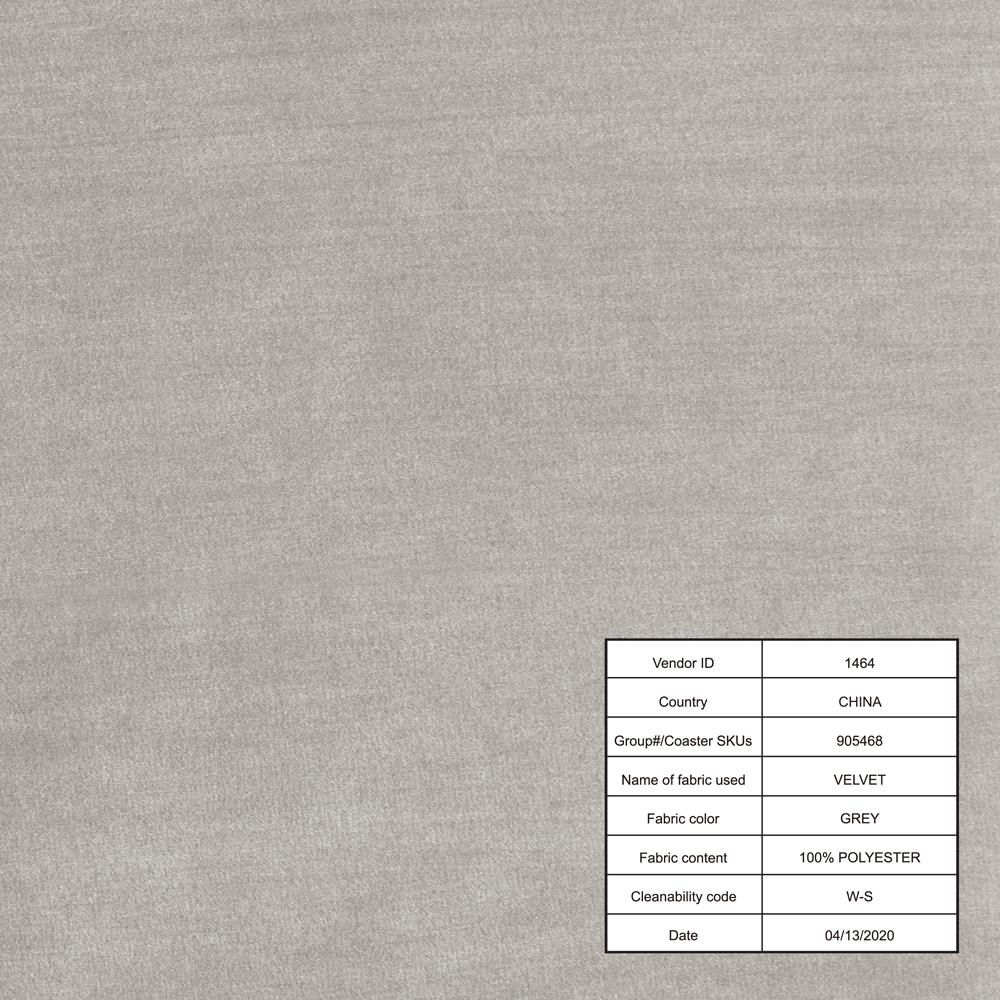 Vendor ID 1464
Country CHINA
Group#/Coaster SKUs 905468
Name of fabric used VELVET
Fabric color GREY
Fabric content 100% POLYESTER
Cleanability code W-S
Date 04/13/2020